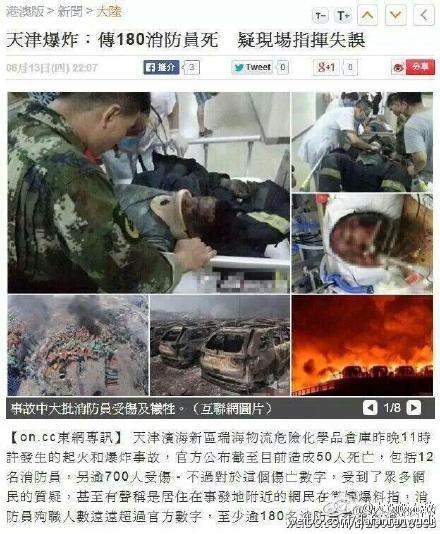 港澳版 > 新聞 > 大陸
T- T+
天津爆炸：傳180消防員死 疑現場指揮失誤
08月13日(四) 22:07
推介 3 Tweet 0 g+1 0 分享
事故中大批消防員受傷及犧牲。（互聯網圖片）
1/8
【on.cc東網專訊】 天津濱海新區瑞海物流危險化學品倉庫昨晚11時
許發生的起火和爆炸事故，官方公布截至目前造成50人死亡，包括12
名消防員，另逾700人受傷。不過對於這個傷亡數字，受到了眾多網
民的質疑，甚至有聲稱是居住在事發地附近的網民在微博爆料指，消
防員殉職人數遠遠超過官方數字，至少逾180名消防員